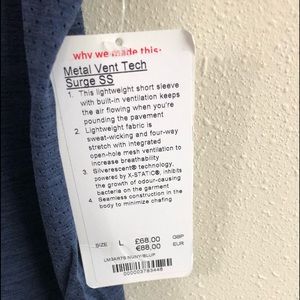 why we made this·
Metal Vent Tech
Surge SS
1. This lightweight short sleeve
with built-in ventilation keeps
the air flowing when you're
pounding the pavement
2. Lightweight fabric is
sweat-wicking and four-way
stretch with integrated
open-hole mesh ventilation to
increase breathability
3. Silverescent® technology,
powered by X-STATIC®, inhibits
the growth of odour-causing
bacteria on the garment
4. Seamless construction in the
body to minimize chafing
SIZE L £68.00 GBP
€88.00 EUR